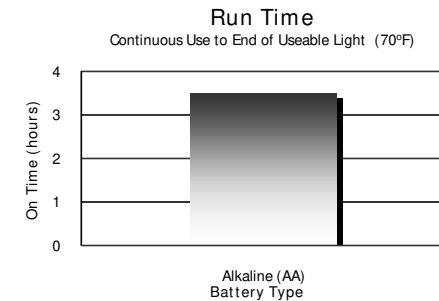 Run Time
Continuous Use to End of Useable Light (70ºF)
4
3
2
1
0
On Time (hours)
Alkaline (AA)
Battery Type